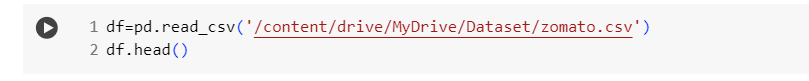 1 df=pd.read_csv('/content/drive/MyDrive/Dataset/zomato.csv')
2 df.head()